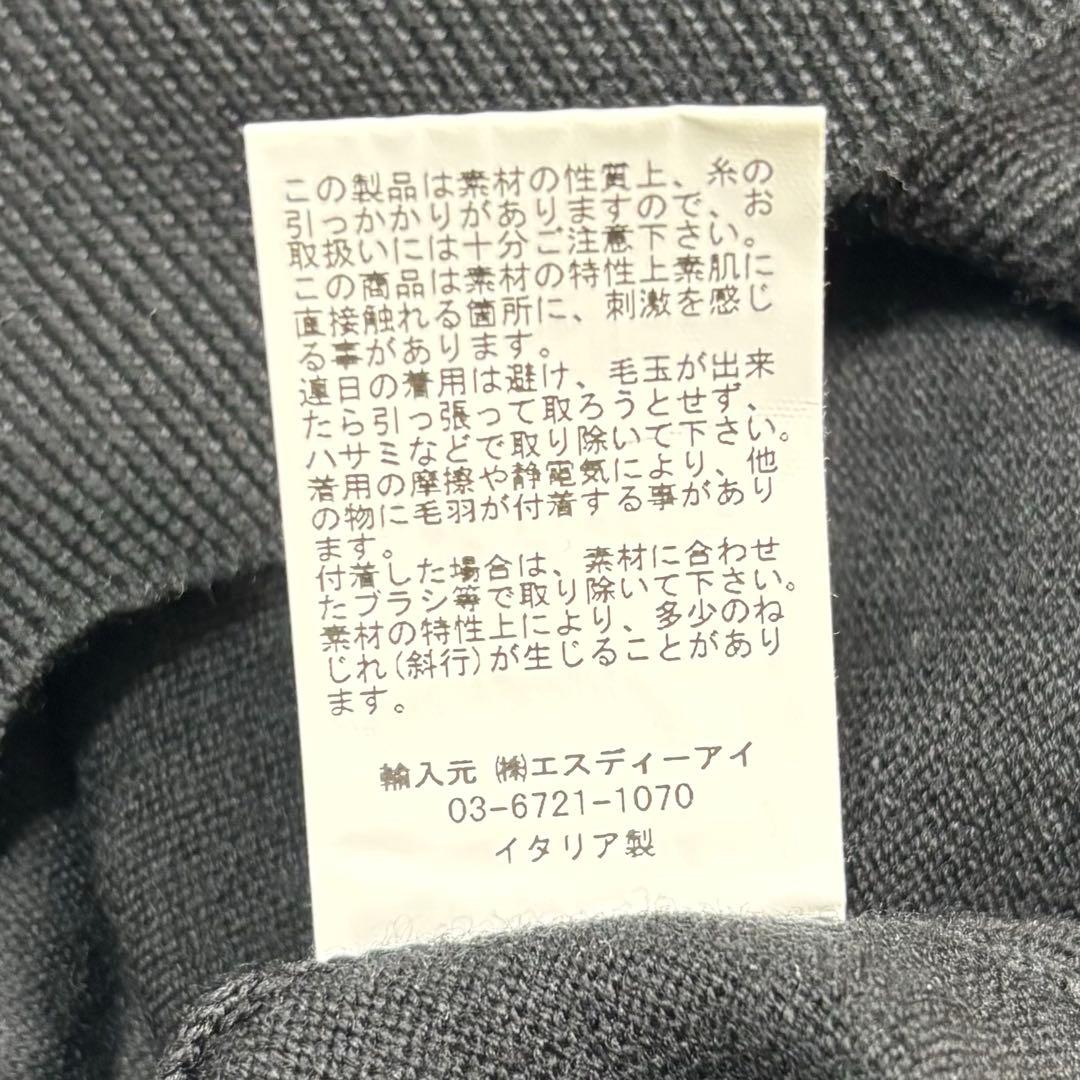 この製品は素材の性質上、糸の
引っかかりがありますので、お
取扱いには十分ご注意下さい。
この商品は素材の特性上素肌に
直接触れる箇所に、刺激を感じ
る事があります。
連日の着用は避け、毛玉が出来
たら引っ張って取ろうとせず、
ハサミなどで取り除いて下さい。
着用の摩擦や静電気により、他
の物に毛羽が付着する事があり
ます。
付着した場合は、素材に合わせ
たブラシ等で取り除いて下さい。
素材の特性上により、多少のね
じれ(斜行)が生じることがあり
ます。
輸入元 ㈱エスディーアイ
03-6721-1070
イタリア製